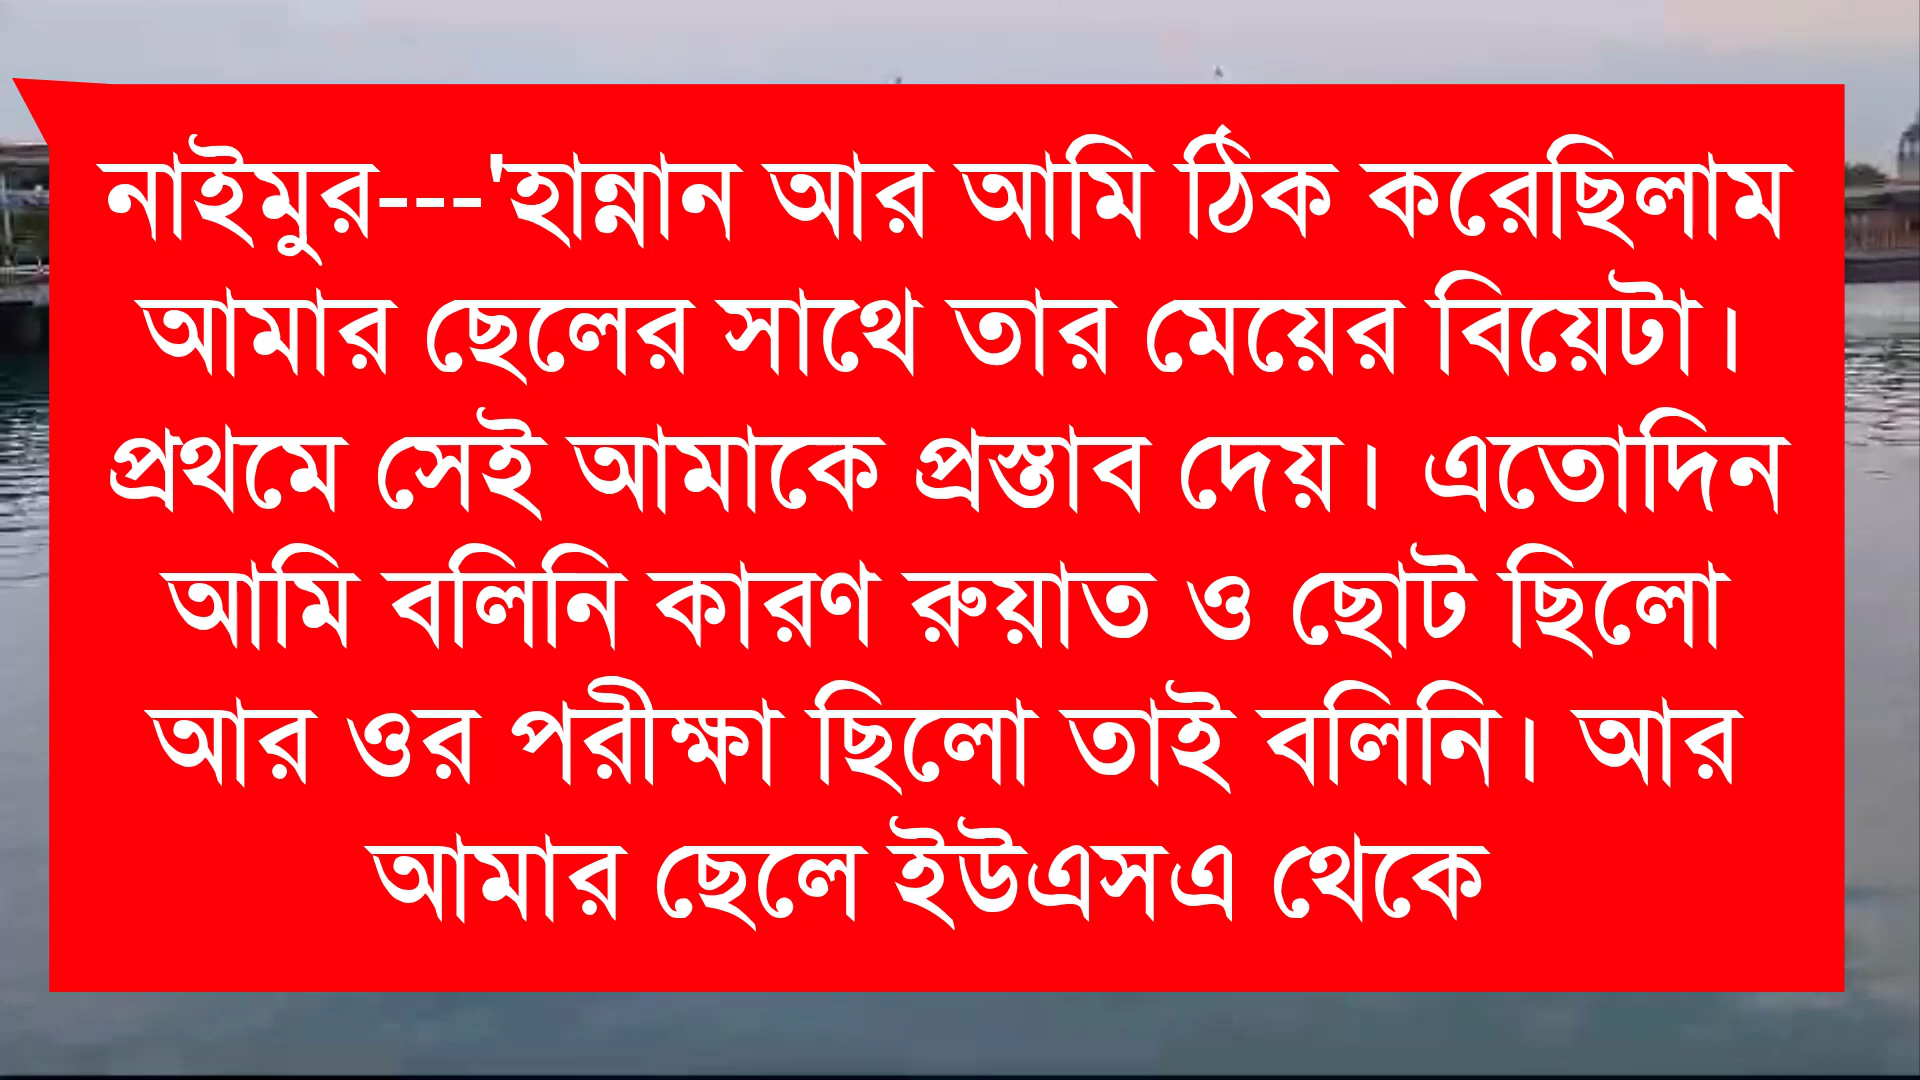 নাইমুর---'হান্নান আর আমি ঠিক করেছিলাম
আমার ছেলের সাথে তার মেয়ের বিয়েটা।
প্রথমে সেই আমাকে প্রস্তাব দেয়। এতোদিন
আমি বলিনি কারণ রুয়াত ও ছোট ছিলো
আর ওর পরীক্ষা ছিলো তাই বলিনি। আর
আমার ছেলে ইউএসএ থেকে